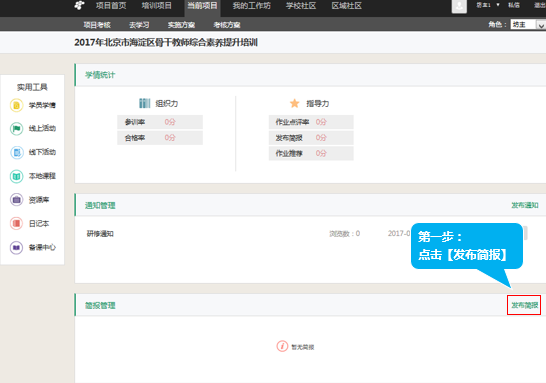 项目首页 培训项目 当前项目 我的工作坊 学校社区 区域社区 坊主1 私信 退出
项目考核 去学习 实施方案 考核方案 角色： 坊主
2017年北京市海淀区骨干教师综合素养提升培训
实用工具
学员学情
线上活动
线下活动
本地课程
资源库
日记本
备课中心
学情统计
组织力 指导力
参训率 0分 作业点评率 0分
合格率 0分 发布简报 0分
作业推荐 0分
通知管理 发布通知
研修通知 浏览数：0 2017-0
第一步：
点击【发布简报】
简报管理 发布简报
暂无简报